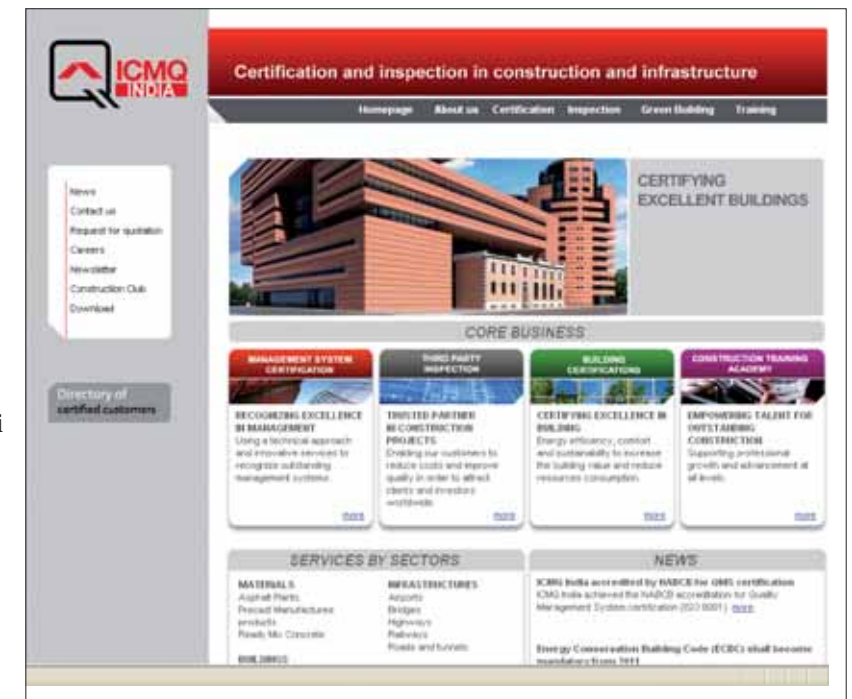 ICMQ
INDIA
Certification and inspection in construction and infrastructure
Homepage About us Certification Inspection Green Building Training
News
Contact us
Request for quotation
Careers
Newsletter
Construction Club
Download
Directory of
certified customers
i
CERTIFYING
EXCELLENT BUILDINGS
CORE BUSINESS
MANAGEMENT SYSTEM
CERTIFICATION
RECOGNIZING EXCELLENCE
IN MANAGEMENT
Using a technical approach
and innovative services to
recognize outstanding
management systems.
more
THIRD PARTY
INSPECTION
TRUSTED PARTNER
IN CONSTRUCTION
PROJECTS
Enabling our customers to
reduce costs and improve
quality in order to attract
clients and investors
worldwide.
more
BUILDING
CERTIFICATIONS
CERTIFYING EXCELLENCE IN
BUILDING
Energy efficiency, comfort
and sustainability to increase
the building value and reduce
resources consumption.
more
CONSTRUCTION TRAINING
ACADEMY
EMPOWERING TALENT FOR
OUTSTANDING
CONSTRUCTION
Supporting professional
growth and advancement at
all levels.
more
SERVICES BY SECTORS
MATERIALS
Asphalt Plants
Precast Manufactures
products
Ready Mix Concrete
BUILDINGS
INFRASTRUCTURES
Airports
Bridges
Highways
Railways
Roads and tunnels
NEWS
ICMQ India accredited by NABCB for QMS certification
ICMQ India achieved the NABCB accreditation for Quality
Management System certification (ISO 9001) more
Energy Conservation Building Code (ECBC) shall become
mandatory from 2011